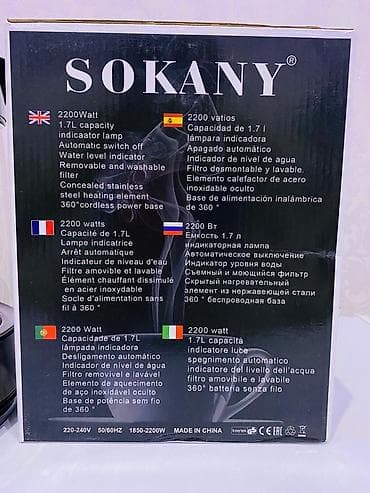 SOKANY®
2200Watt
1.7L capacity
indicaator lamp
Automatic switch off
Water level indicator
Removable and washable
filter
Concealed stainless
steel heating element
360°cordless power base
2200 vatios
Capacidad de 1.7 l
lámpara indicadora
Apagado automático
Indicador de nivel de agua
Filtro desmontable y lavable.
Elemento calefactor de acero
inoxidable oculto
Base de alimentación inalámbrica
de 360 °
2200 watts
Capacité de 1.7L
Lampe indicatrice
Arrêt automatique
Indicateur de niveau d'eau
Filtre amovible et lavable
Élément chauffant dissimulé
en acier inoxydable
Socle d'alimentation sans
fil à 360°
2200 Вт
Емкость 1.7 л
индикаторная лампа
Автоматическое выключение
Индикатор уровня воды
Съемный и моющийся фильтр
Скрытый нагревательный
элемент из нержавеющей стали
360 ° беспроводная база
2200 Watt
Capacidade de 1.7L
lâmpada indicadora
Desligamento automático
Indicador de nível de água
Filtro removível e lavável
Elemento de aquecimento
de aço inoxidável oculto
Base de potência sem fio
de 360 °
2200 watt
1.7L capacità
indicatore luce
spegnimento automatico
indicatore del livello dell'acqua
filtro amovibile e lavabile
360° batteria senza filo
220-240V 50/60HZ 1850-2200W MADE IN CHINA